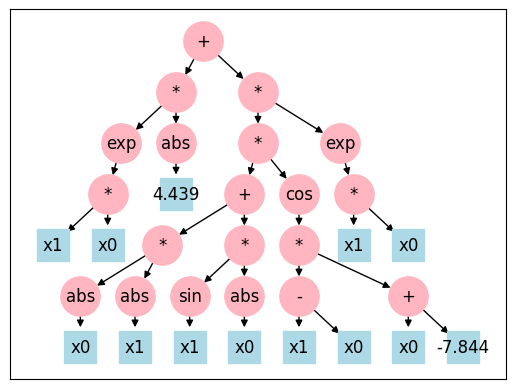 +
* *
exp abs * exp
* 4.439 + cos *
x1 x0 * * * x1 x0
abs abs sin abs - +
x0 x1 x1 x0 x1 x0 x0 -7.844